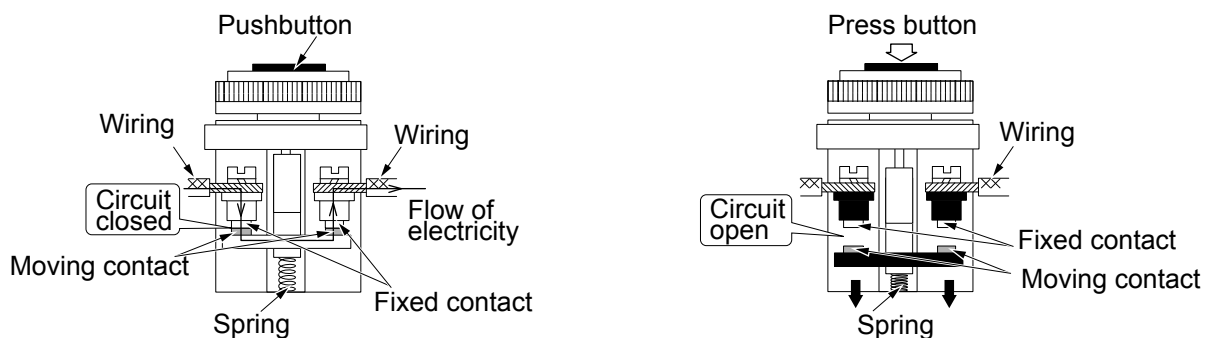 Pushbutton
Wiring
Wiring
Circuit
closed
Flow of
electricity
Moving contact
Fixed contact
Spring
Press button
Wiring
Circuit
open
Fixed contact
Moving contact
Spring